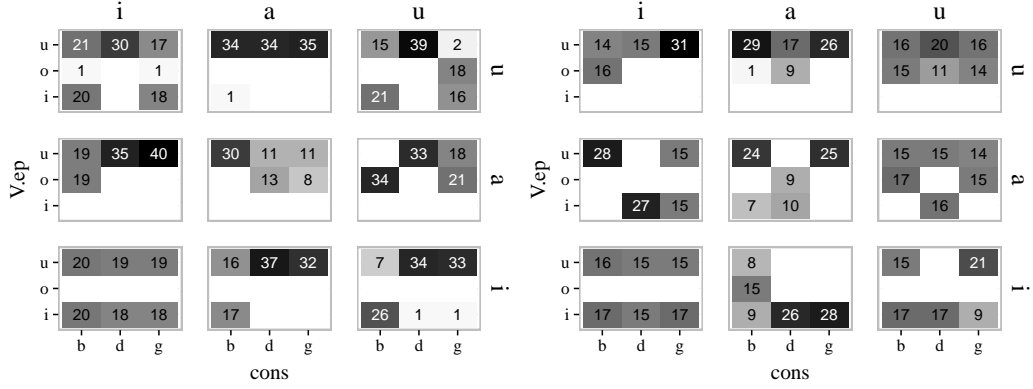 i a u i a u
u 21 30 17 34 34 35 15 39 2 u 14 15 31 29 17 26 16 20 16
o 1 1 18 u o 16 1 9 15 11 14 u
i 20 18 1 21 16 i
u 19 35 40 30 11 11 33 18 u 28 15 24 25 15 15 14
V.ep o 19 13 8 34 21 a V.ep o 9 17 15 a
i i 27 15 7 10 16
u 20 19 19 16 37 32 7 34 33 u 16 15 15 8 15 21
o i o 15 i
i 20 18 18 17 26 1 1 i 17 15 17 9 26 28 17 17 9
b d g b d g b d g b d g b d g b d g
cons cons